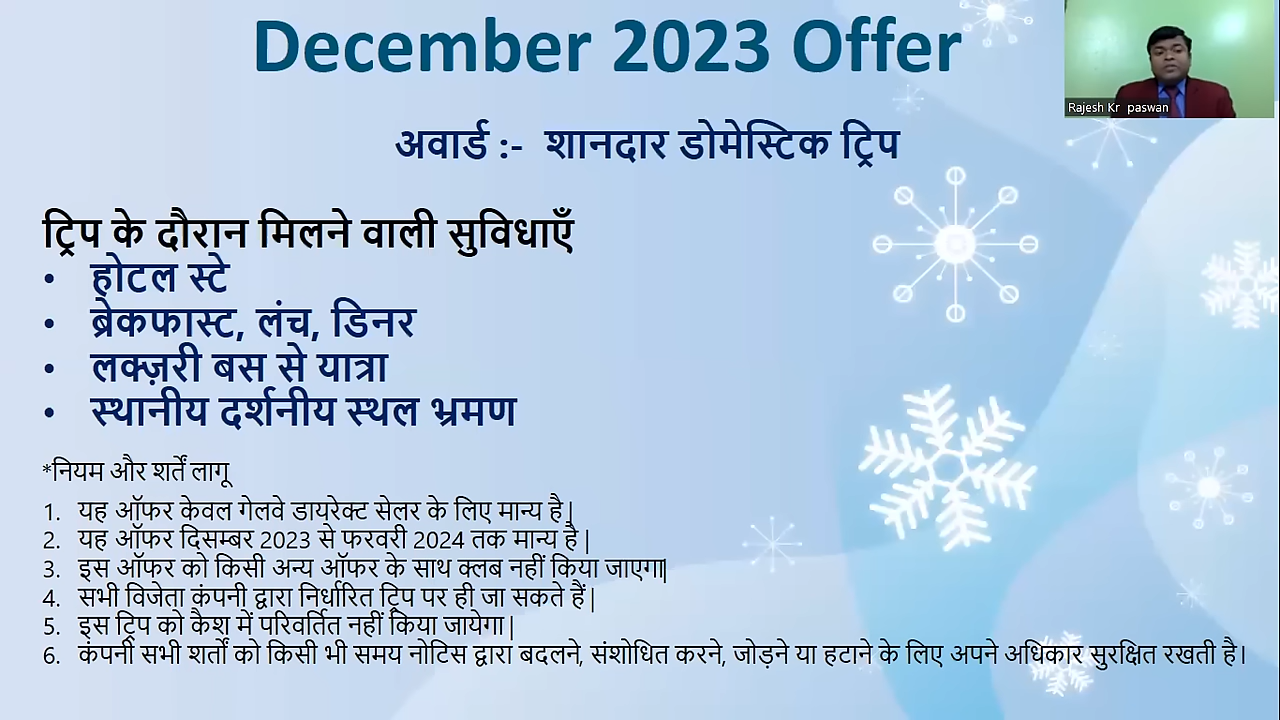 December 2023 Offer
Rajesh Kr paswan
अवार्ड :- शानदार डोमेस्टिक ट्रिप
ट्रिप के दौरान मिलने वाली सुविधाएँ
• होटल स्टे
• ब्रेकफास्ट, लंच, डिनर
• लक्ज़री बस से यात्रा
• स्थानीय दर्शनीय स्थल भ्रमण
*नियम और शर्तें लागू
1. यह ऑफर केवल गेलवे डायरेक्ट सेलर के लिए मान्य है|
2. यह ऑफर दिसम्बर 2023 से फरवरी 2024 तक मान्य है |
3. इस ऑफर को किसी अन्य ऑफर के साथ क्लब नहीं किया जाएगा|
4. सभी विजेता कंपनी द्वारा निर्धारित ट्रिप पर ही जा सकते हैं|
5. इस ट्रिप को कैश में परिवर्तित नहीं किया जायेगा|
6. कंपनी सभी शर्तों को किसी भी समय नोटिस द्वारा बदलने, संशोधित करने, जोड़ने या हटाने के लिए अपने अधिकार सुरक्षित रखती है।